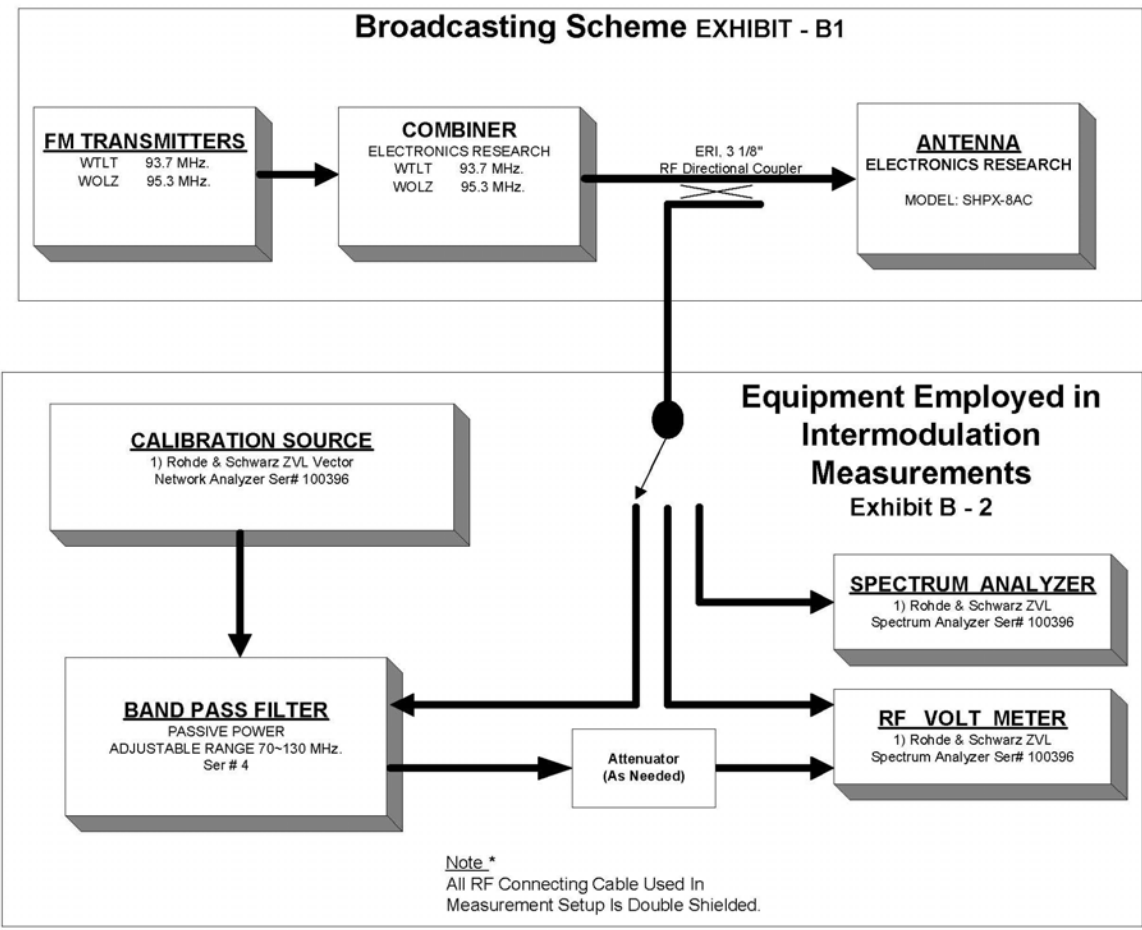 Broadcasting Scheme EXHIBIT - B1
FM TRANSMITTERS
WTLT 93.7 MHz.
WOLZ 95.3 MHz.
COMBINER
ELECTRONICS RESEARCH
WTLT 93.7 MHz.
WOLZ 95.3 MHz.
ERI, 3 1/8"
RF Directional Coupler
ANTENNA
ELECTRONICS RESEARCH
MODEL: SHPX-8AC
Equipment Employed in
Intermodulation
Measurements
Exhibit B - 2
CALIBRATION SOURCE
1) Rohde & Schwarz ZVL Vector
Network Analyzer Ser# 100396
SPECTRUM ANALYZER
1) Rohde & Schwarz ZVL
Spectrum Analyzer Ser# 100396
BAND PASS FILTER
PASSIVE POWER
ADJUSTABLE RANGE 70~130 MHz.
Ser # 4
Attenuator
(As Needed)
RF VOLT METER
1) Rohde & Schwarz ZVL
Spectrum Analyzer Ser# 100396
Note *
All RF Connecting Cable Used In
Measurement Setup Is Double Shielded.